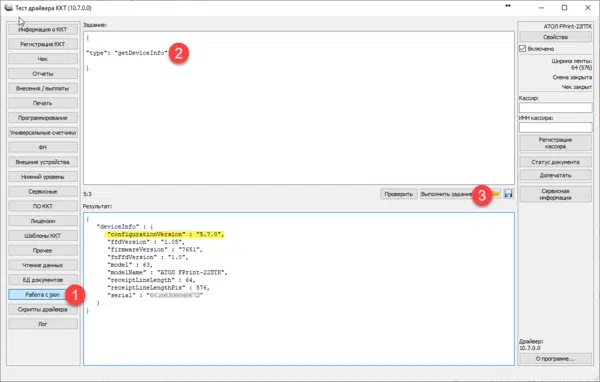 Тест драйвера ККТ (10.7.0.0)
Информация о ККТ
Регистрация ККТ
Чек
Отчеты
Внесения / выплаты
Печать
Программирование
Универсальные счетчики
ФН
Внешние устройства
Нижний уровень
Сервисные
ПО ККТ
Лицензии
Шаблоны ККТ
Прочее
Чтение данных
БД документов
Работа с json
1
Скрипты драйвера
Лог
Задание:
{
"type": "getDeviceInfo"
2
}
5:3
Проверить
Выполнить задание
3
Результат:
{
"deviceInfo" : {
"configurationVersion" : "5.7.0",
"ffdVersion" : "1.05",
"firmwareVersion" : "7651",
"fnFfdVersion" : "1.0",
"model" : 63,
"modelName" : "АТОЛ FPrint-22ПТК",
"receiptLineLength" : 64,
"receiptLineLengthPix" : 576,
"serial" : "
}
}
АТОЛ FPrint-22ПТК
Свойства
Включено
Ширина ленты:
64 (576)
Смена закрыта
Чек закрыт
Кассир:
ИНН кассира:
Регистрация
кассира
Статус документа
Допечатать
Сервисная
информация
Драйвер:
10.7.0.0
О программе...